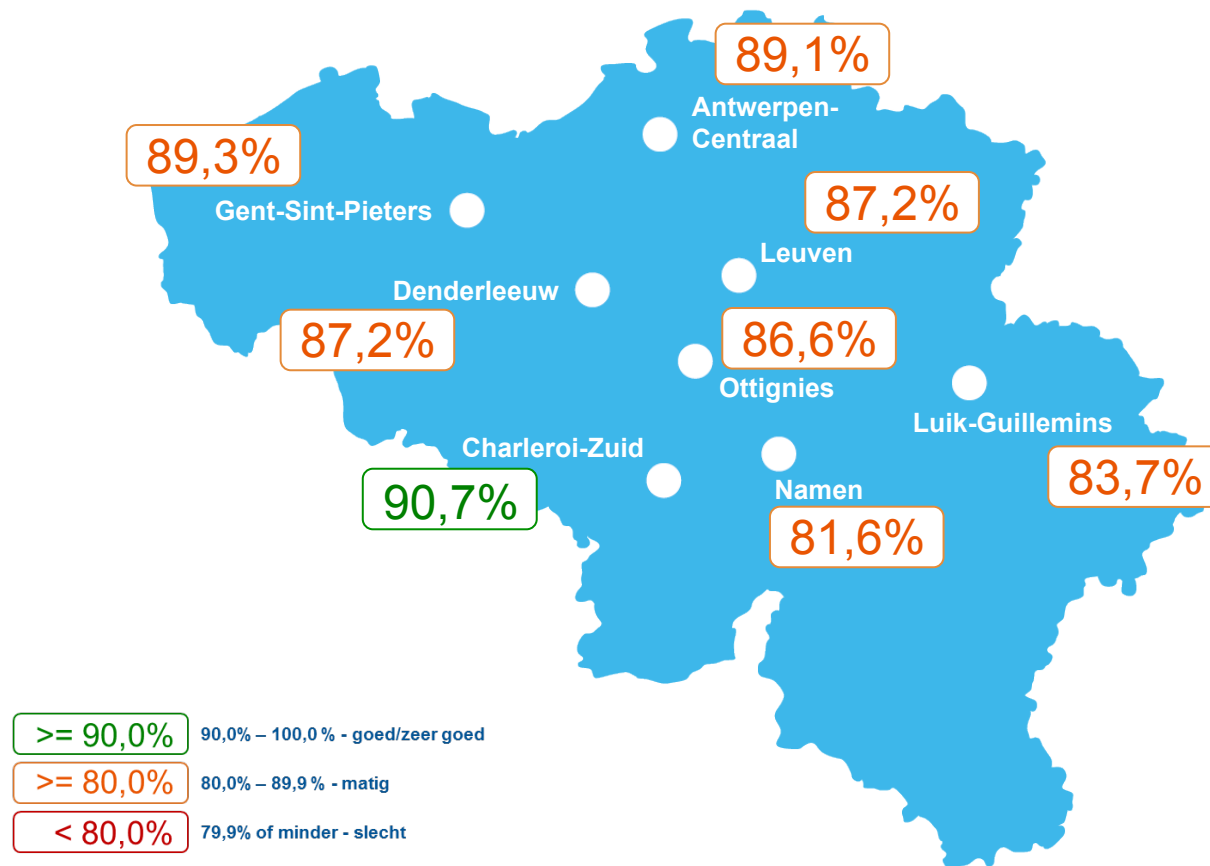 89,1%
Antwerpen-
Centraal
89,3%
Gent-Sint-Pieters
87,2%
Leuven
Denderleeuw
87,2%
86,6%
Ottignies
Luik-Guillemins
83,7%
Charleroi-Zuid
90,7%
Namen
81,6%
>= 90,0% 90,0% – 100,0 % - goed/zeer goed
>= 80,0% 80,0% – 89,9 % - matig
< 80,0% 79,9% of minder - slecht